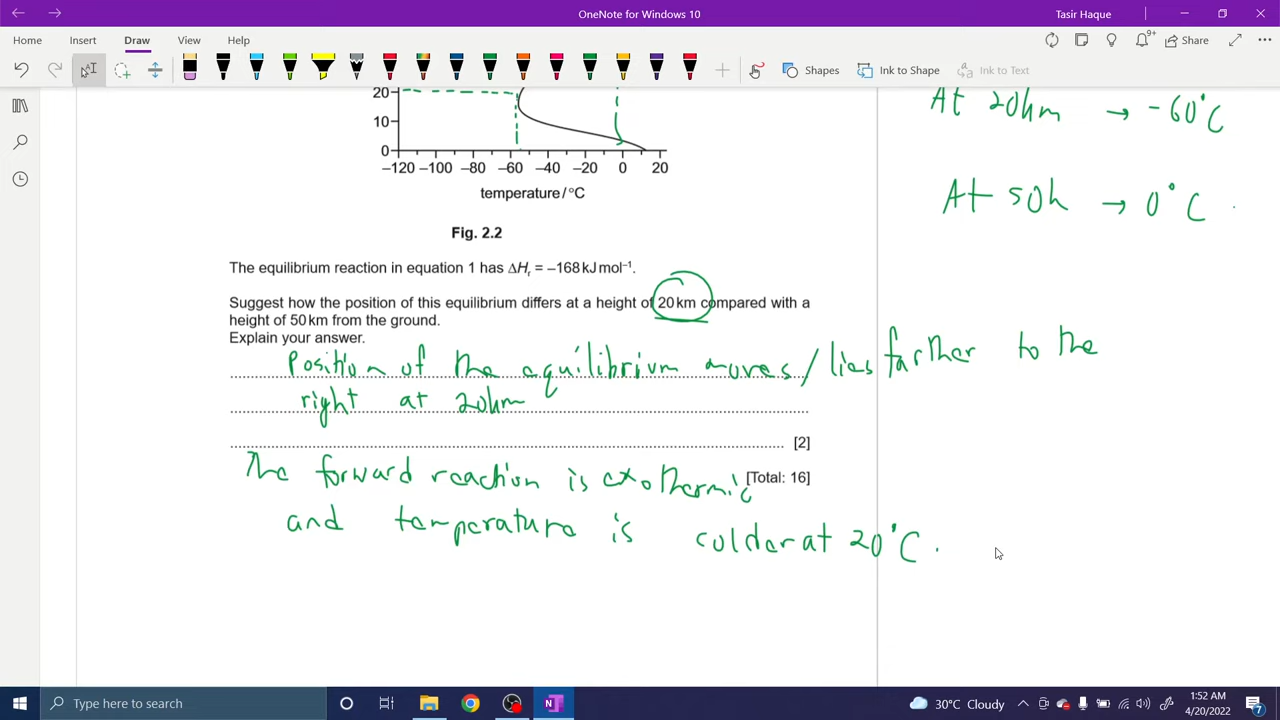 OneNote for Windows 10
Tasir Haque
Home Insert Draw View Help
9+ Share
Shapes Ink to Shape Ink to Text
20
10
0
−120 −100 −80 −60 −40 −20 0 20
temperature / °C
Fig. 2.2
At 20km → -60°C
At 50k → 0°C .
The equilibrium reaction in equation 1 has ΔHr = −168 kJ mol−1.
Suggest how the position of this equilibrium differs at a height of 20 km compared with a
height of 50 km from the ground.
Explain your answer.
Position of the equilibrium moves / lies farther to the
right at 20km
[2]
The forward reaction is exothermic
[Total: 16]
and temperature is colder at 20°C .
Type here to search
30°C Cloudy
1:52 AM
4/20/2022
7